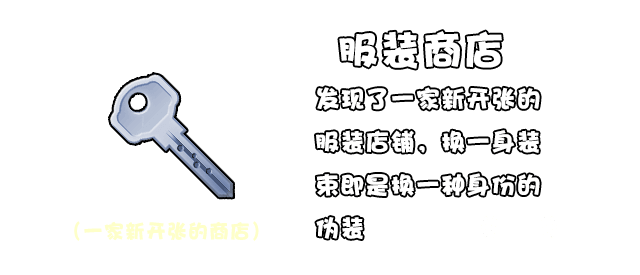 服装商店
发现了一家新开张的
服装店铺，换一身装
束即是换一种身份的
伪装
（一家新开张的商店）